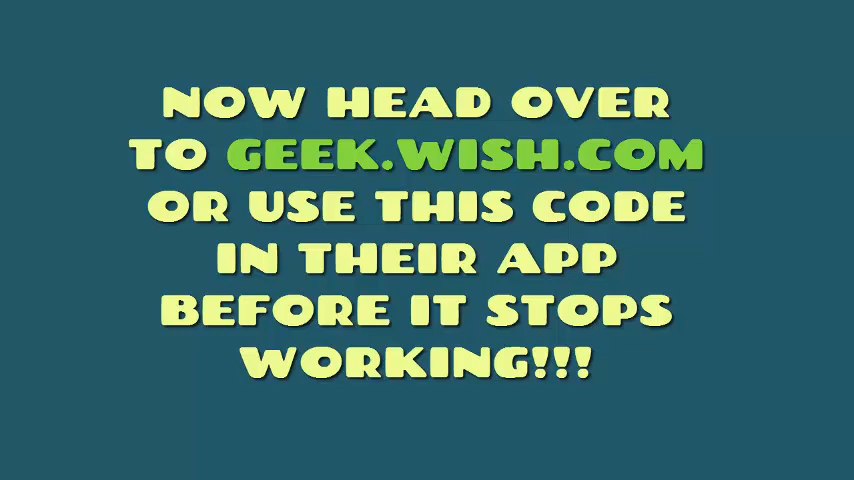 NOW HEAD OVER
TO GEEK.WISH.COM
OR USE THIS CODE
IN THEIR APP
BEFORE IT STOPS
WORKING!!!